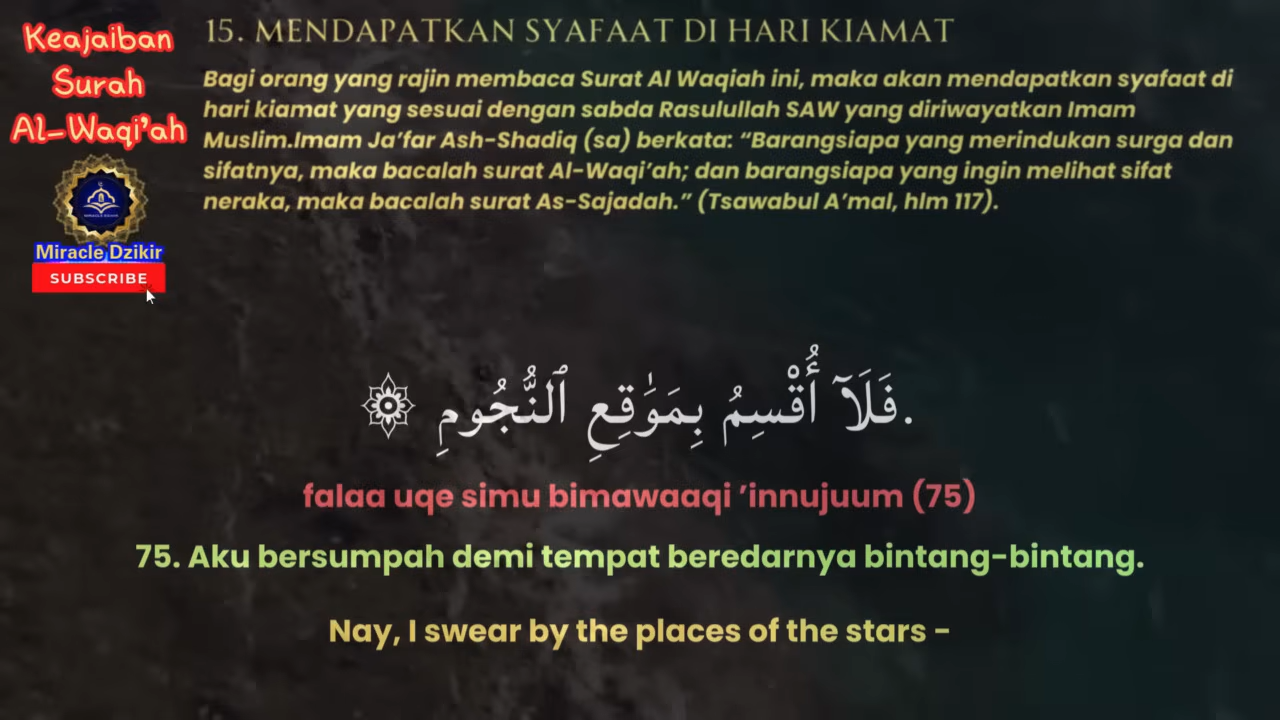 Keajaiban
Surah
Al-Waqi'ah
Miracle Dzikir
SUBSCRIBE
15. MENDAPATKAN SYAFAAT DI HARI KIAMAT
Bagi orang yang rajin membaca Surat Al Waqiah ini, maka akan mendapatkan syafaat di
hari kiamat yang sesuai dengan sabda Rasulullah SAW yang diriwayatkan Imam
Muslim.Imam Ja’far Ash-Shadiq (sa) berkata: “Barangsiapa yang merindukan surga dan
sifatnya, maka bacalah surat Al-Waqi’ah; dan barangsiapa yang ingin melihat sifat
neraka, maka bacalah surat As-Sajadah.” (Tsawabul A’mal, hlm 117).
.فَلَآ أُقْسِمُ بِمَوَٰقِعِ ٱلنُّجُومِ
falaa uqe simu bimawaaqi ’innujuum (75)
75. Aku bersumpah demi tempat beredarnya bintang-bintang.
Nay, I swear by the places of the stars -